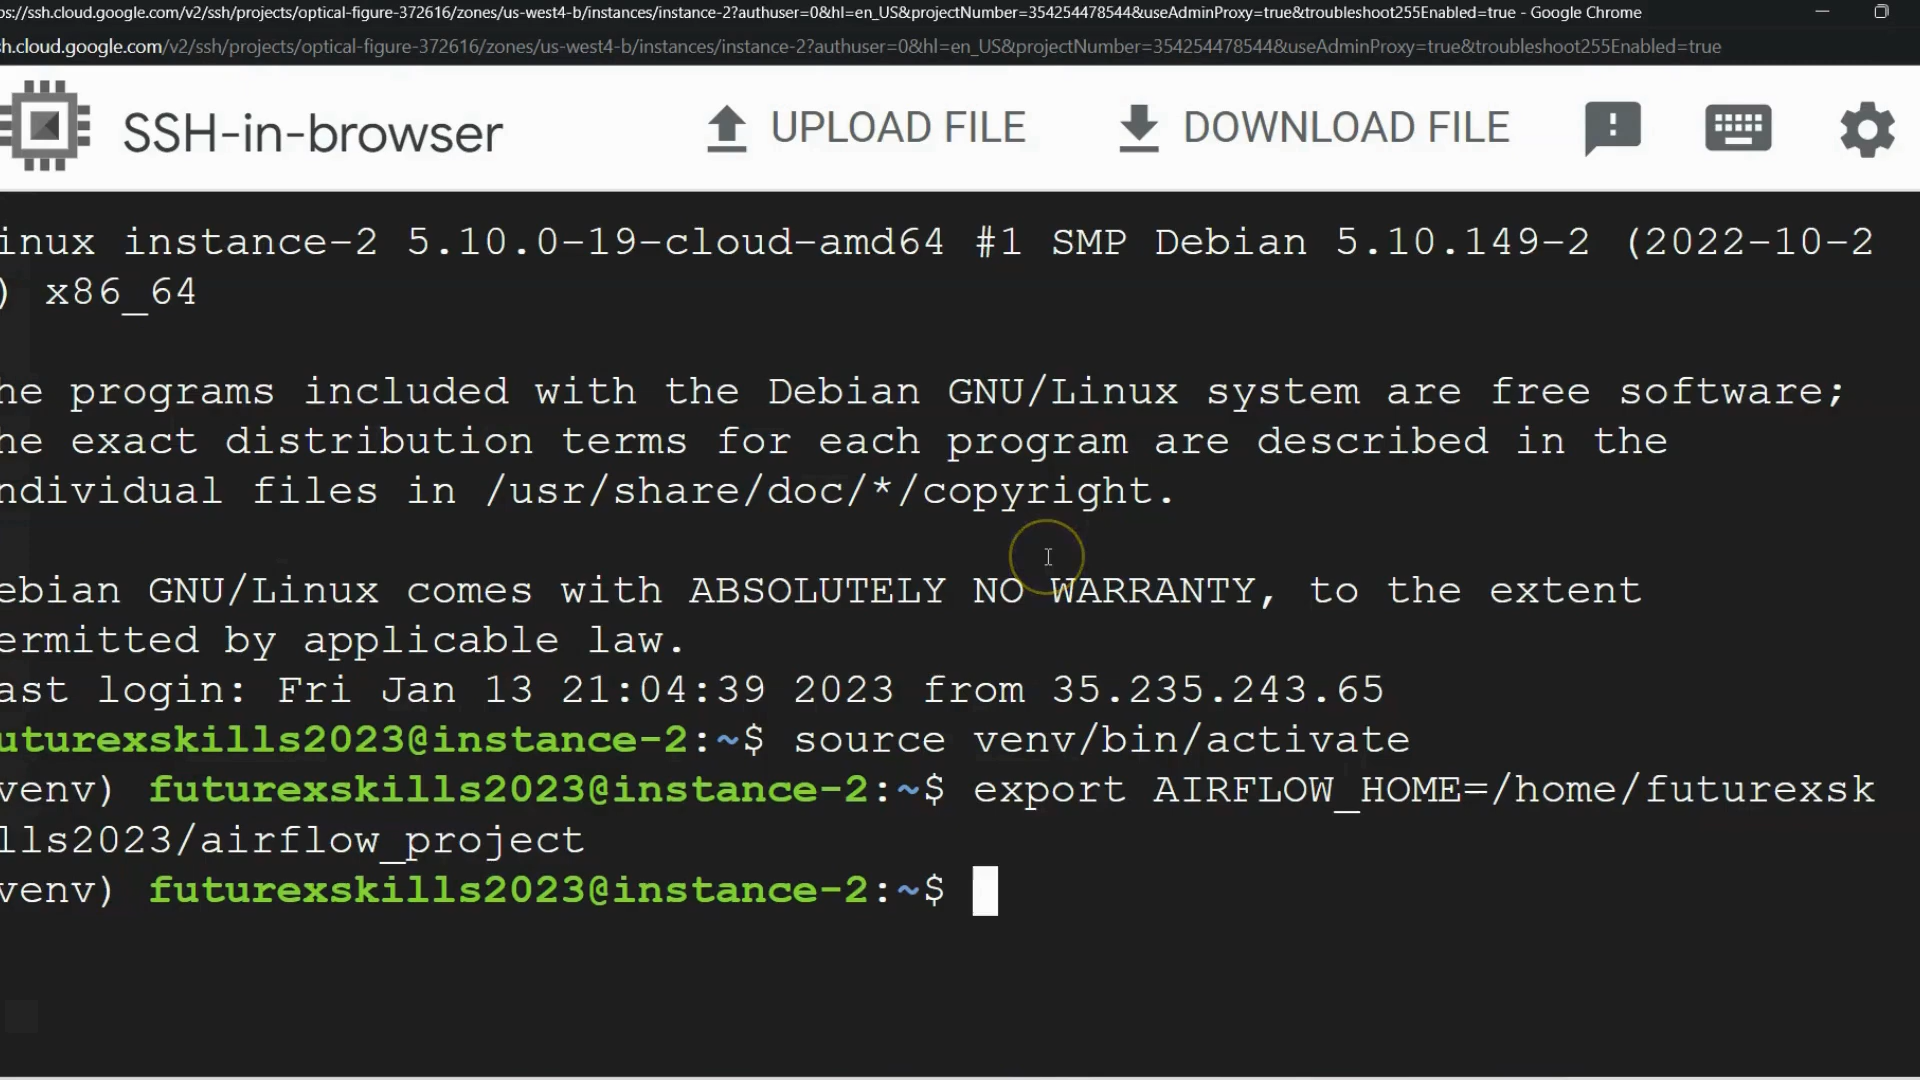 ps://ssh.cloud.google.com/v2/ssh/projects/optical-figure-372616/zones/us-west4-b/instances/instance-2?authuser=0&hl=en_US&projectNumber=354254478544&useAdminProxy=true&troubleshoot255Enabled=true - Google Chrome
h.cloud.google.com/v2/ssh/projects/optical-figure-372616/zones/us-west4-b/instances/instance-2?authuser=0&hl=en_US&projectNumber=354254478544&useAdminProxy=true&troubleshoot255Enabled=true
SSH-in-browser UPLOAD FILE DOWNLOAD FILE
inux instance-2 5.10.0-19-cloud-amd64 #1 SMP Debian 5.10.149-2 (2022-10-2
) x86_64
he programs included with the Debian GNU/Linux system are free software;
he exact distribution terms for each program are described in the
ndividual files in /usr/share/doc/*/copyright.
ebian GNU/Linux comes with ABSOLUTELY NO WARRANTY, to the extent
ermitted by applicable law.
ast login: Fri Jan 13 21:04:39 2023 from 35.235.243.65
uturexskills2023@instance-2:~$ source venv/bin/activate
venv) futurexskills2023@instance-2:~$ export AIRFLOW_HOME=/home/futurexsk
lls2023/airflow_project
venv) futurexskills2023@instance-2:~$